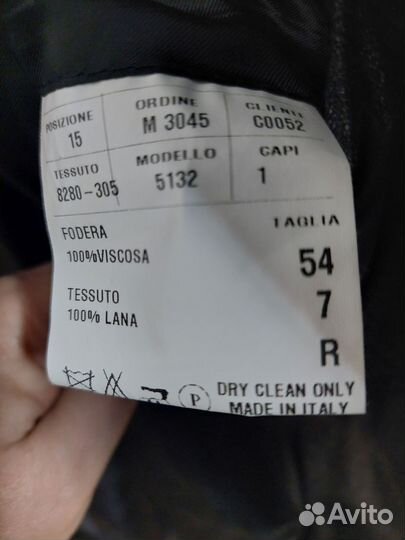 POSIZIONE ORDINE CLIENTE
15 M 3045 C0052
TESSUTO MODELLO CAPI
8280-305 5132 1
FODERA TAGLIA
100%VISCOSA 54
TESSUTO 7
100% LANA
R
P DRY CLEAN ONLY
MADE IN ITALY
Avito